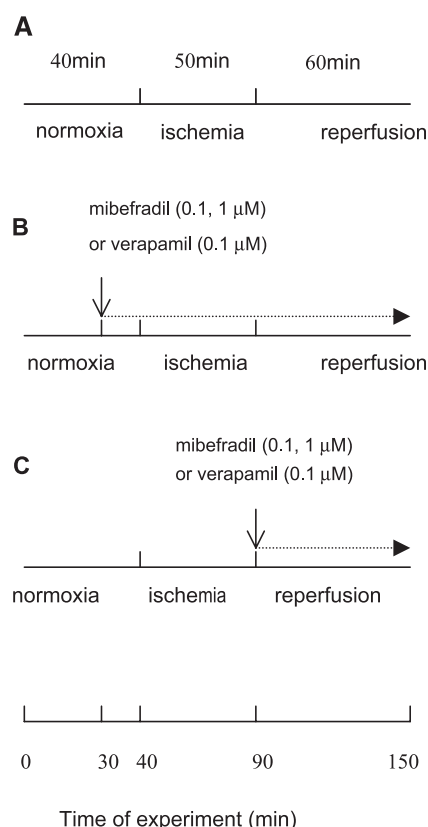 A
40min 50min 60min
normoxia ischemia reperfusion
mibefradil (0.1, 1 μM)
B
or verapamil (0.1 μM)
normoxia ischemia reperfusion
mibefradil (0.1, 1 μM)
C
or verapamil (0.1 μM)
normoxia ischemia reperfusion
0 30 40 90 150
Time of experiment (min)